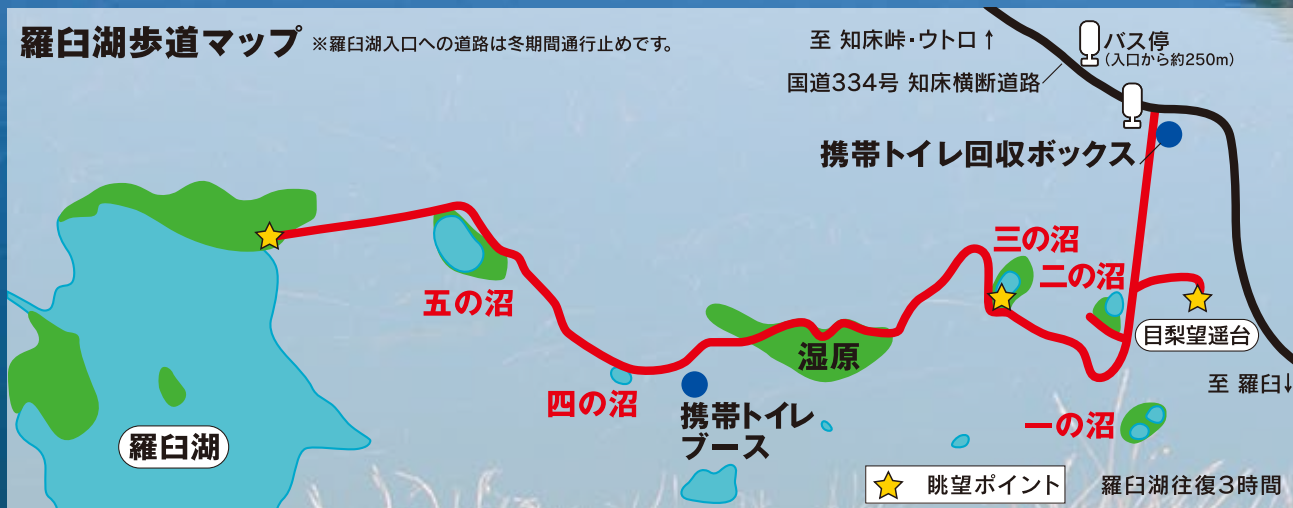 羅臼湖歩道マップ ※羅臼湖入口への道路は冬期間通行止めです。
至 知床峠・ウトロ↑
バス停
(入口から約250m)
国道334号 知床横断道路
携帯トイレ回収ボックス
三の沼
二の沼
五の沼
目梨望遥台
湿原
至 羅臼↓
四の沼
携帯トイレ
ブース
一の沼
羅臼湖
眺望ポイント
羅臼湖往復3時間